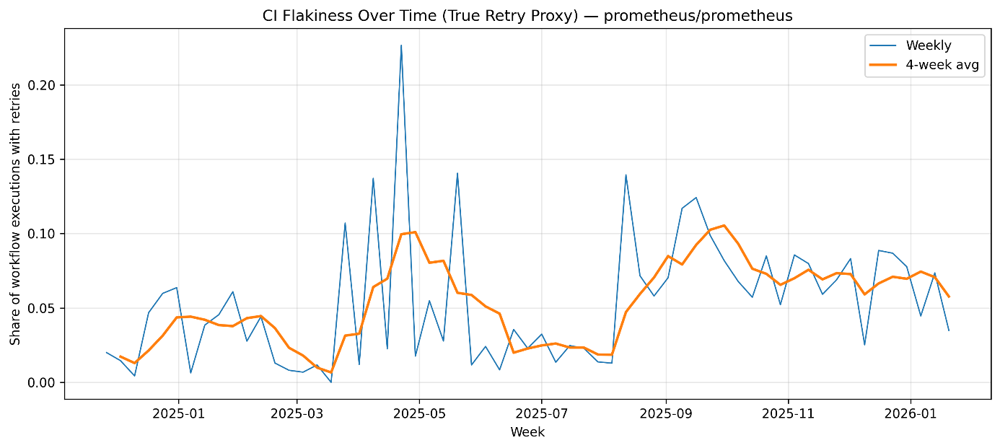 CI Flakiness Over Time (True Retry Proxy) — prometheus/prometheus
Weekly
4-week avg
Share of workflow executions with retries
0.20
0.15
0.10
0.05
0.00
2025-01
2025-03
2025-05
2025-07
2025-09
2025-11
2026-01
Week